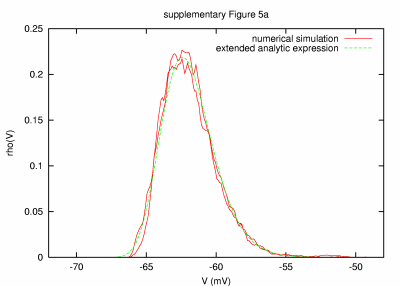 supplementary Figure 5a
numerical simulation
extended analytic expression
0.25
0.2
0.15
0.1
0.05
0
rho(V)
-70
-65
-60
-55
-50
V (mV)